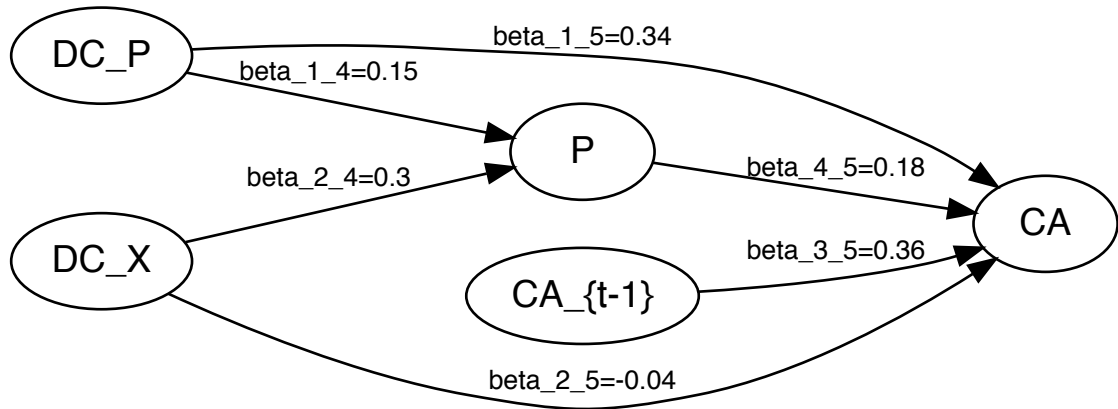 DC_P
beta_1_5=0.34
beta_1_4=0.15
P
beta_2_4=0.3
beta_4_5=0.18
CA
DC_X
beta_3_5=0.36
CA_{t-1}
beta_2_5=-0.04